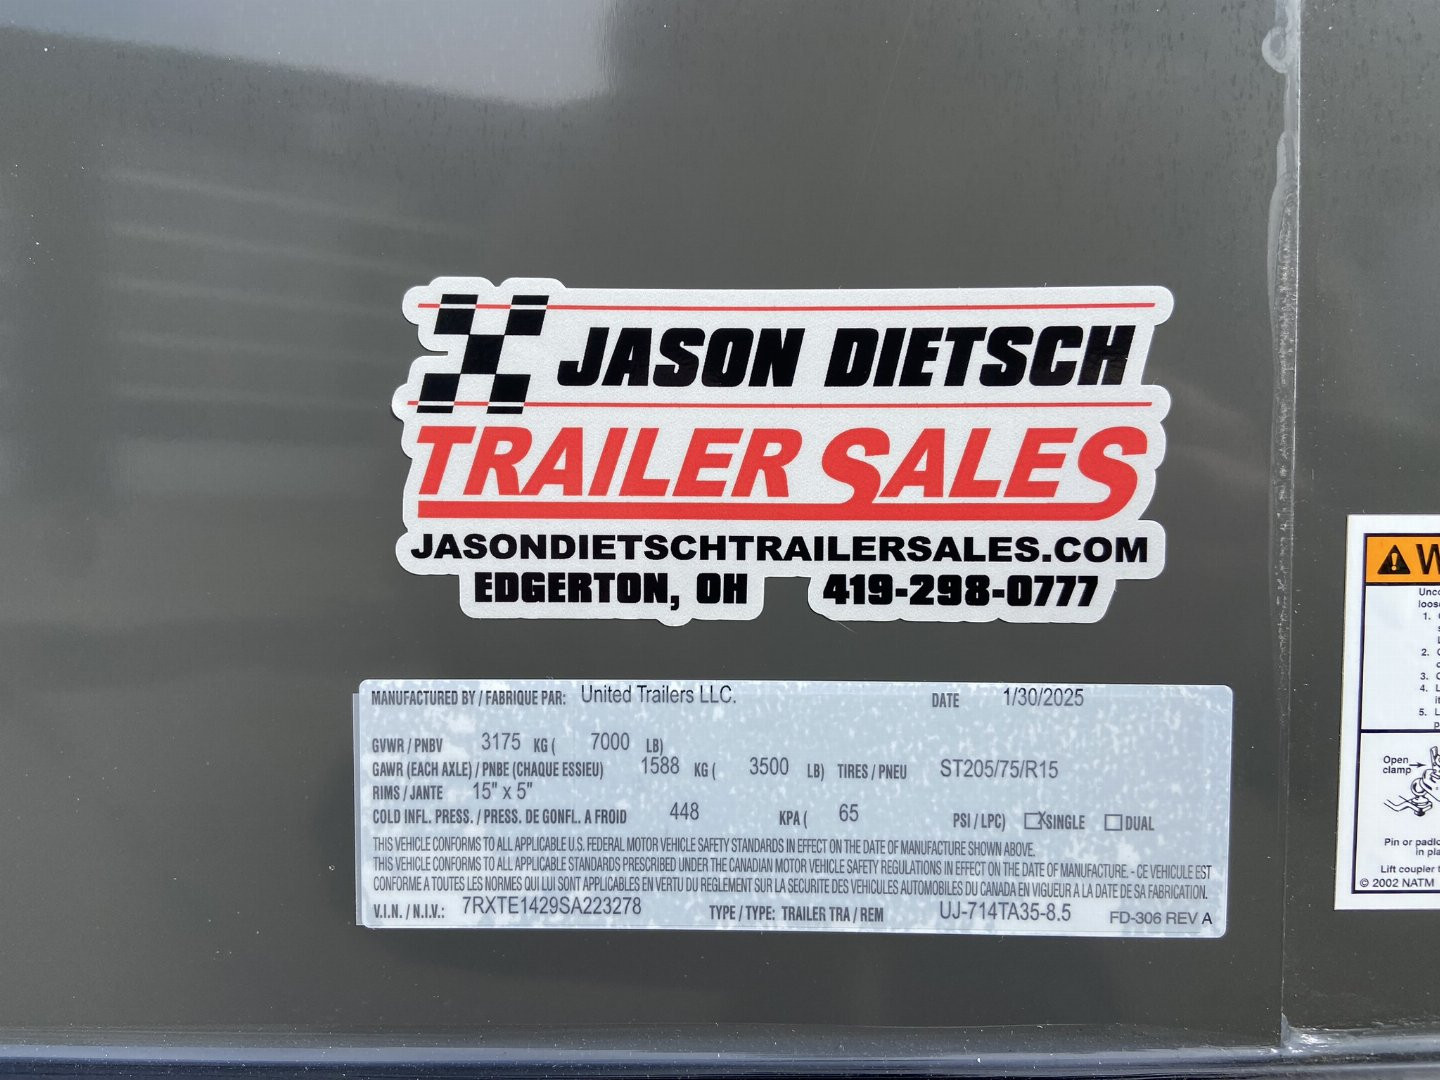 JASON DIETSCH
TRAILER SALES
JASONDIETSCHTRAILERSALES.COM
EDGERTON, OH 419-298-0777
MANUFACTURED BY / FABRIQUE PAR: United Trailers LLC. DATE 1/30/2025
GVWR / PNBV 3175 KG ( 7000 LB)
GAWR (EACH AXLE) / PNBE (CHAQUE ESSIEU) 1588 KG ( 3500 LB) TIRES / PNEU ST205/75/R15
RIMS / JANTE 15" x 5"
COLD INFL. PRESS. / PRESS. DE GONFL. A FROID 448 KPA ( 65 PSI / LPC) X SINGLE DUAL
THIS VEHICLE CONFORMS TO ALL APPLICABLE U.S. FEDERAL MOTOR VEHICLE SAFETY STANDARDS IN EFFECT ON THE DATE OF MANUFACTURE SHOWN ABOVE.
THIS VEHICLE CONFORMS TO ALL APPLICABLE STANDARDS PRESCRIBED UNDER THE CANADIAN MOTOR VEHICLE SAFETY REGULATIONS IN EFFECT ON THE DATE OF MANUFACTURE. - CE VEHICULE EST
CONFORME A TOUTES LES NORMES QUI LUI SONT APPLICABLES EN VERTU DU REGLEMENT SUR LA SECURITE DES VEHICULES AUTOMOBILES DU CANADA EN VIGUEUR A LA DATE DE SA FABRICATION.
V.I.N. / N.I.V.: 7RXTE1429SA223278 TYPE / TYPE: TRAILER TRA / REM UJ-714TA35-8.5 FD-306 REV A
W
1.
2.
3.
4.
5.
Open
clamp
Pin or
in
Lift coupler
© 2002 NATM